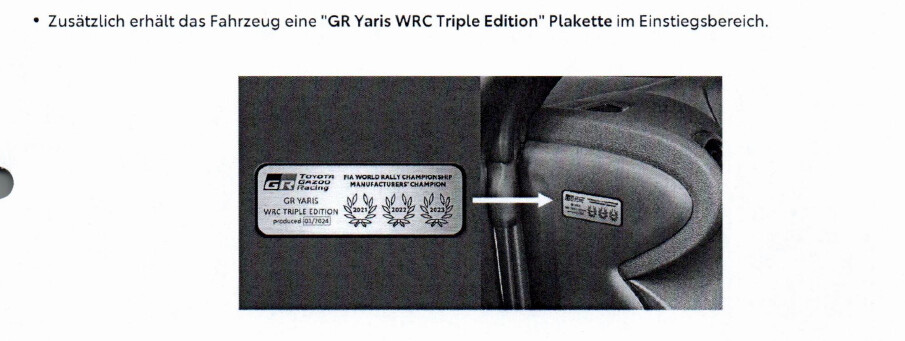 • Zusätzlich erhält das Fahrzeug eine "GR Yaris WRC Triple Edition" Plakette im Einstiegsbereich.
GR TOYOTA GAZOO Racing
FIA WORLD RALLY CHAMPIONSHIP
MANUFACTURERS' CHAMPION
GR YARIS
WRC TRIPLE EDITION
produced 03/2024
2021 2022 2023